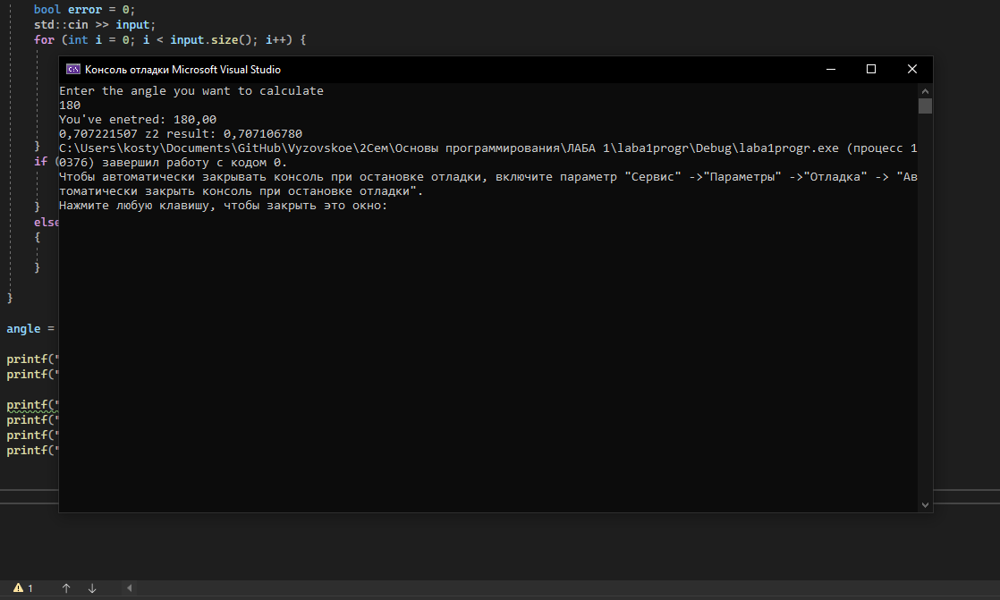 bool error = 0;
std::cin >> input;
for (int i = 0; i < input.size(); i++) {
Консоль отладки Microsoft Visual Studio
Enter the angle you want to calculate
180
You've enetred: 180,00
0,707221507 z2 result: 0,707106780
C:\Users\kosty\Documents\GitHub\Vyzovskoe\2Сем\Основы программирования\ЛАБА 1\laba1progr\Debug\laba1progr.exe (процесс 1
0376) завершил работу с кодом 0.
Чтобы автоматически закрывать консоль при остановке отладки, включите параметр "Сервис" ->"Параметры" ->"Отладка" -> "Ав
томатически закрыть консоль при остановке отладки".
Нажмите любую клавишу, чтобы закрыть это окно:
}
if (
}
else
{
}
}
angle =
printf("
printf("
printf("
printf("
printf("
printf("
1